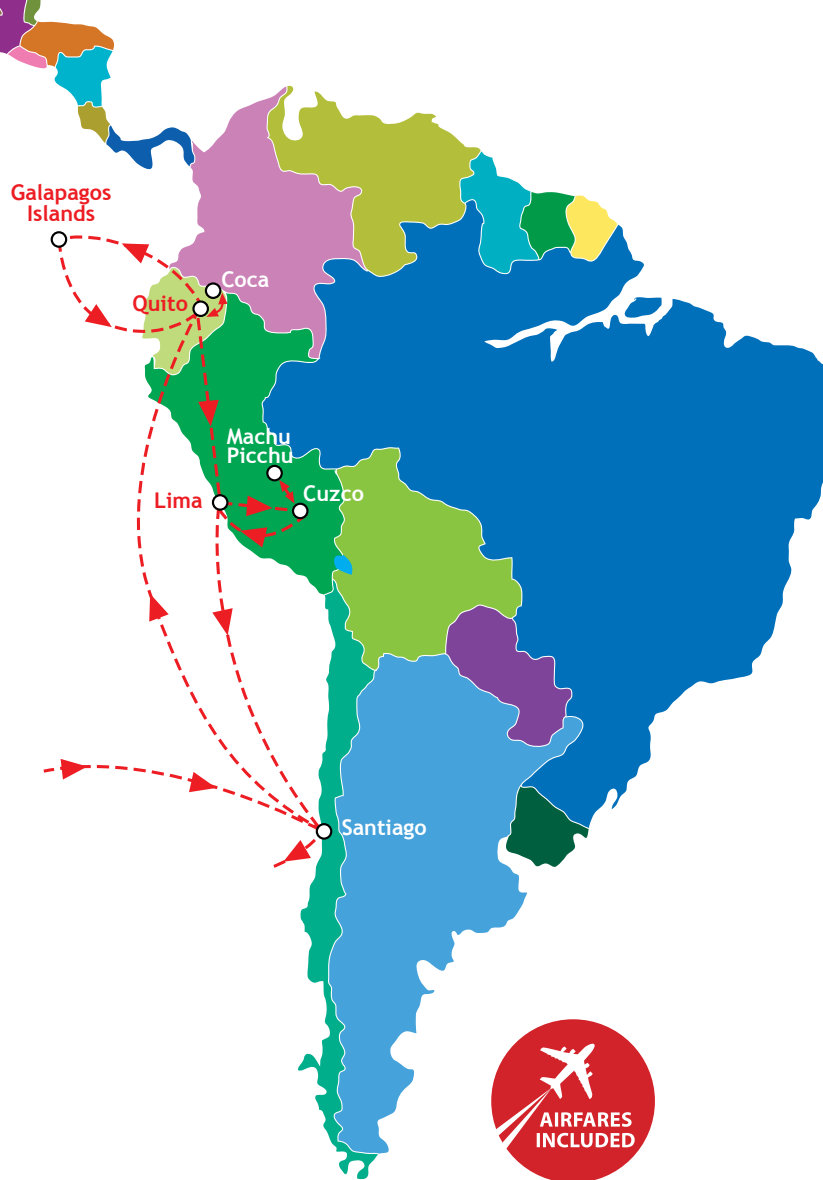 Galapagos
Islands
Coca
Quito
Machu
Picchu
Cuzco
Lima
Santiago
AIRFARES
INCLUDED